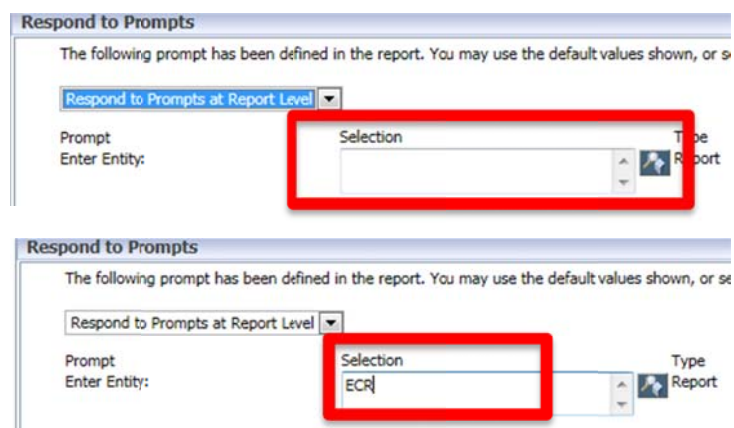 Respond to Prompts
The following prompt has been defined in the report. You may use the default values shown, or s
Respond to Prompts at Report Level
Prompt Selection Type
Enter Entity: Report
Respond to Prompts
The following prompt has been defined in the report. You may use the default values shown, or se
Respond to Prompts at Report Level
Prompt Selection Type
Enter Entity: ECR Report